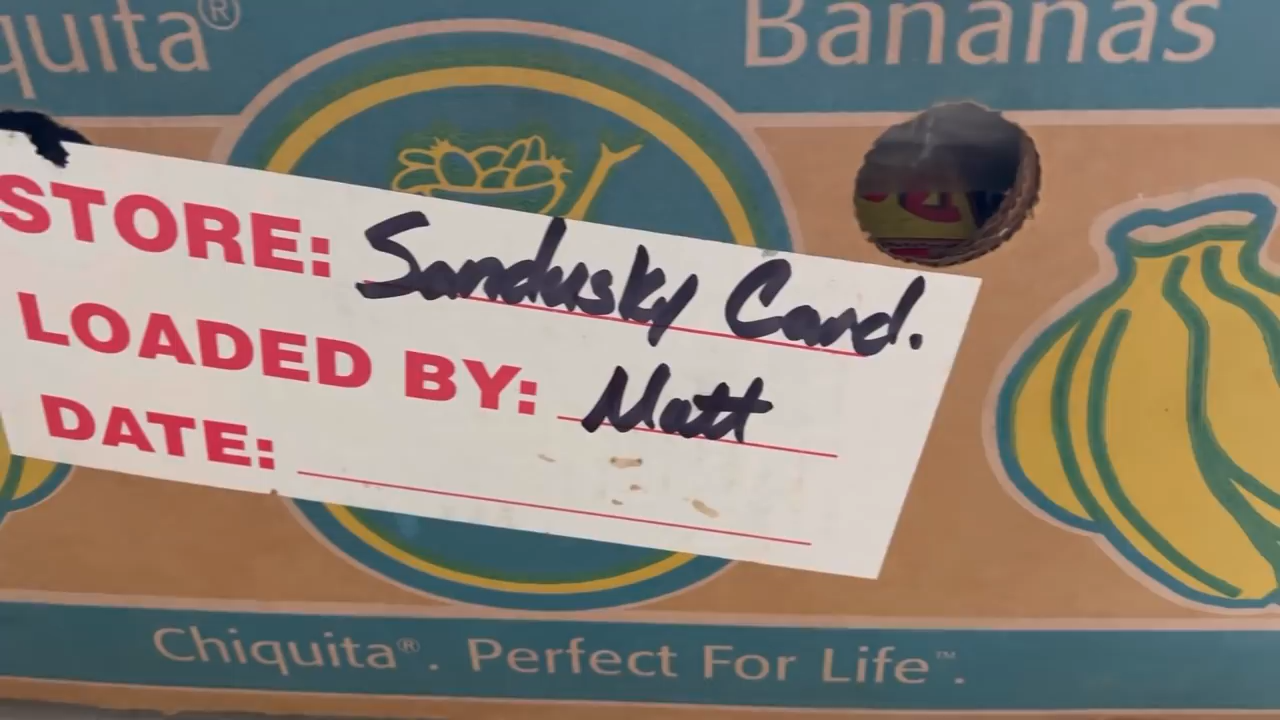 quita®
Bananas
STORE: Sandusky Card.
LOADED BY: Matt
DATE:
Chiquita®. Perfect For Life™.